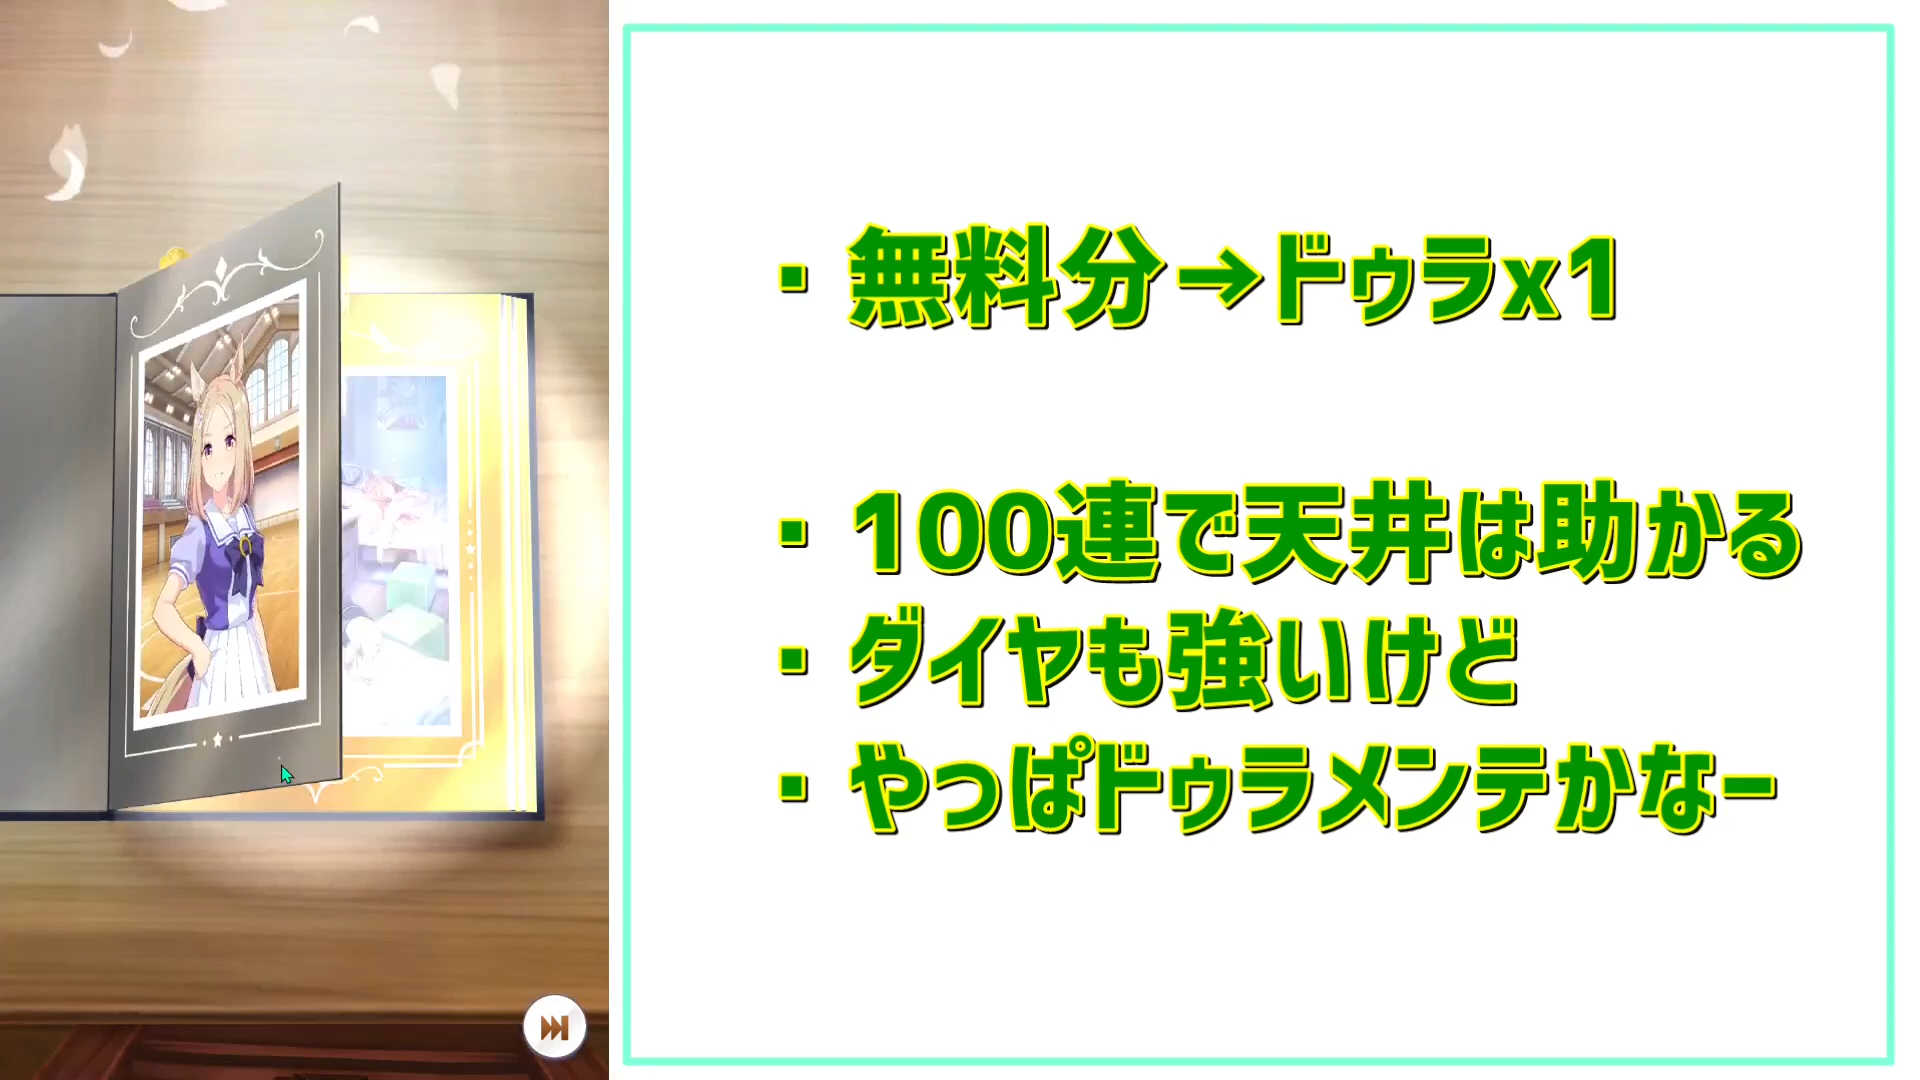 ・無料分→ドゥラx1
・100連で天井は助かる
・ダイヤも強いけど
・やっぱドゥラメンテかなー